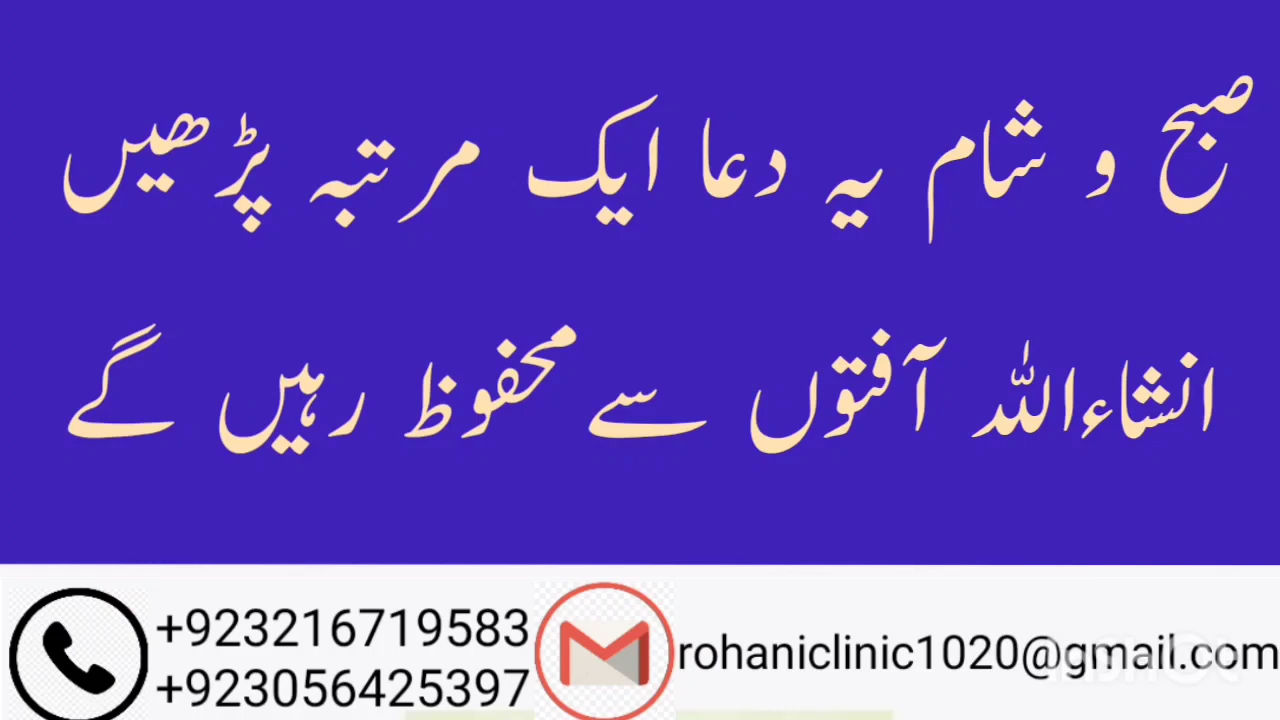 صبح و شام یہ دعا ایک مرتبہ پڑھیں
انشاءاللہ آفتوں سے محفوظ رہیں گے
+923216719583
+923056425397
rohaniclinic1020@gmail.com